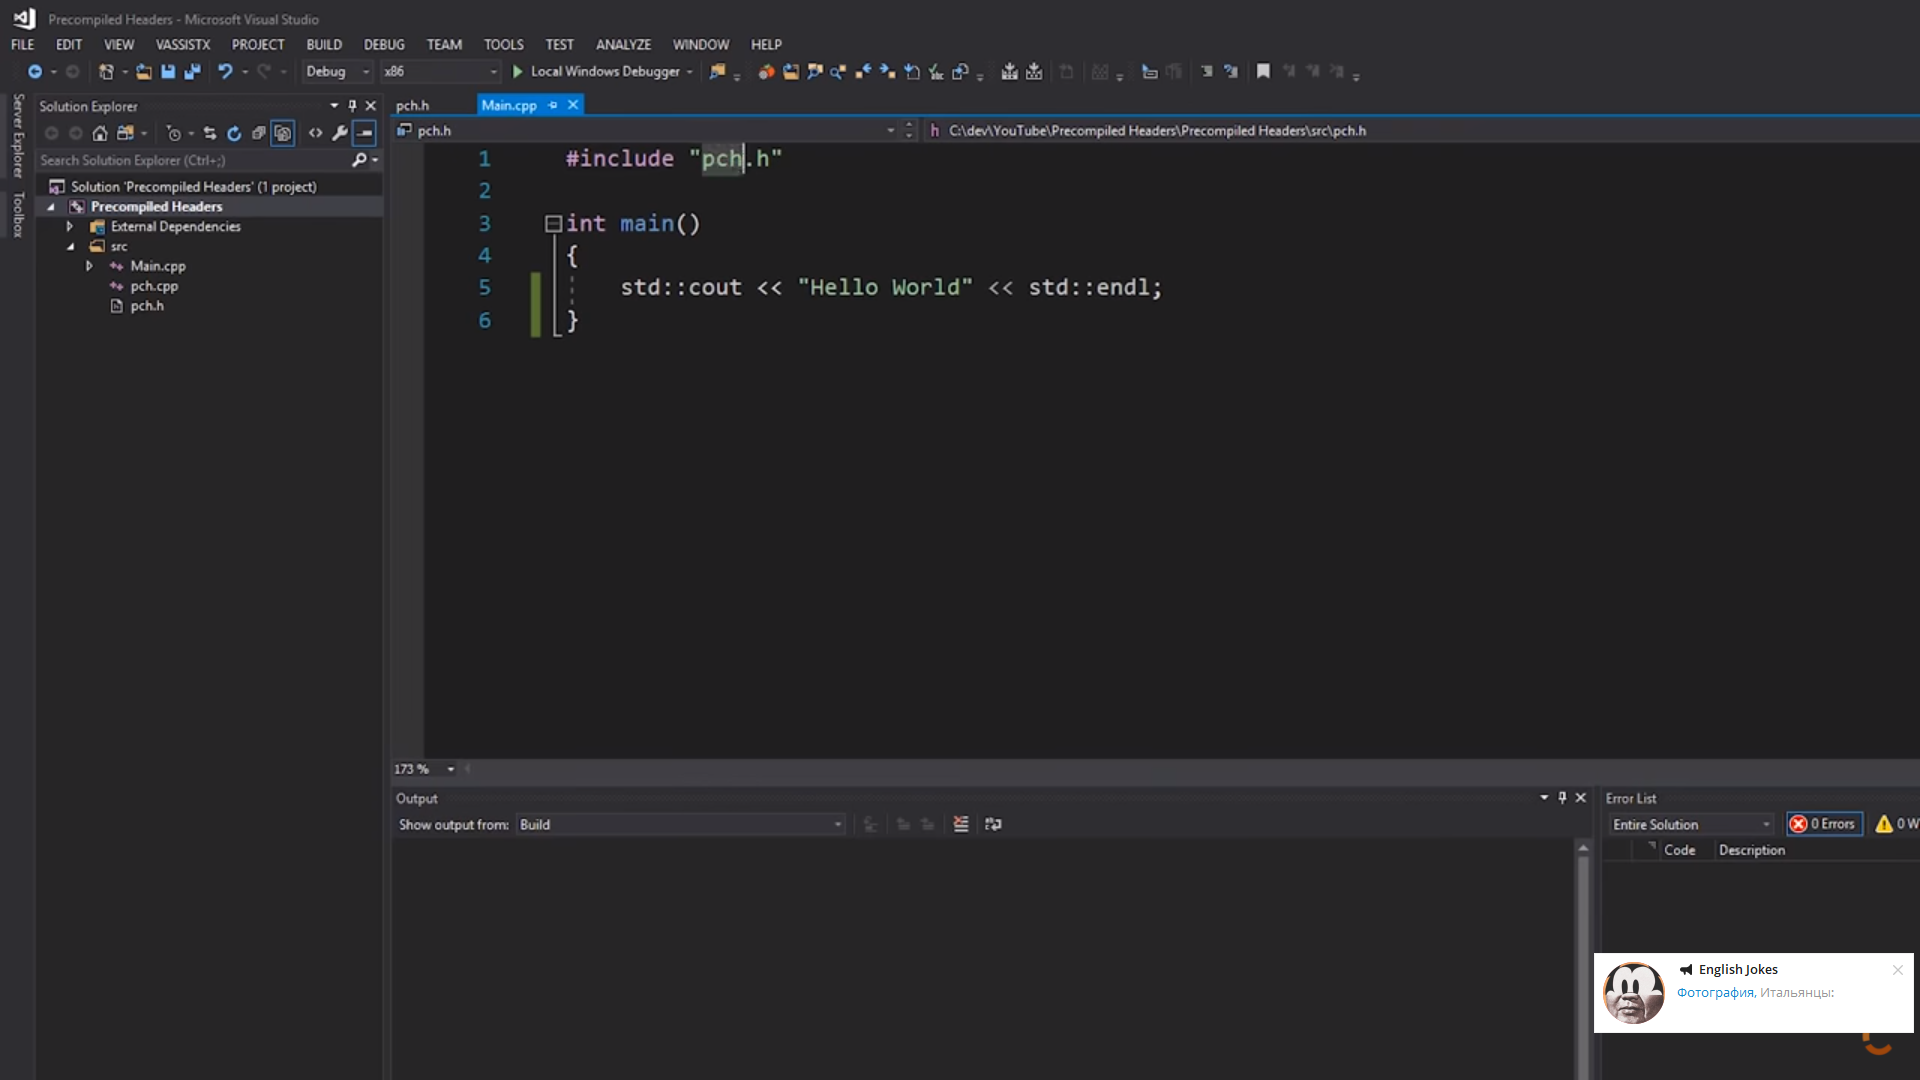 Precompiled Headers - Microsoft Visual Studio
FILE EDIT VIEW VASSISTX PROJECT BUILD DEBUG TEAM TOOLS TEST ANALYZE WINDOW HELP
Debug x86 Local Windows Debugger
Server Explorer
Toolbox
Solution Explorer
Search Solution Explorer (Ctrl+;)
Solution 'Precompiled Headers' (1 project)
Precompiled Headers
External Dependencies
src
Main.cpp
pch.cpp
pch.h
pch.h Main.cpp
pch.h C:\dev\YouTube\Precompiled Headers\Precompiled Headers\src\pch.h
1 #include "pch.h"
2
3 int main()
4 {
5 std::cout << "Hello World" << std::endl;
6 }
173 %
Output
Show output from: Build
Error List
Entire Solution 0 Errors 0 W
Code Description
English Jokes
Фотография, Итальянцы: